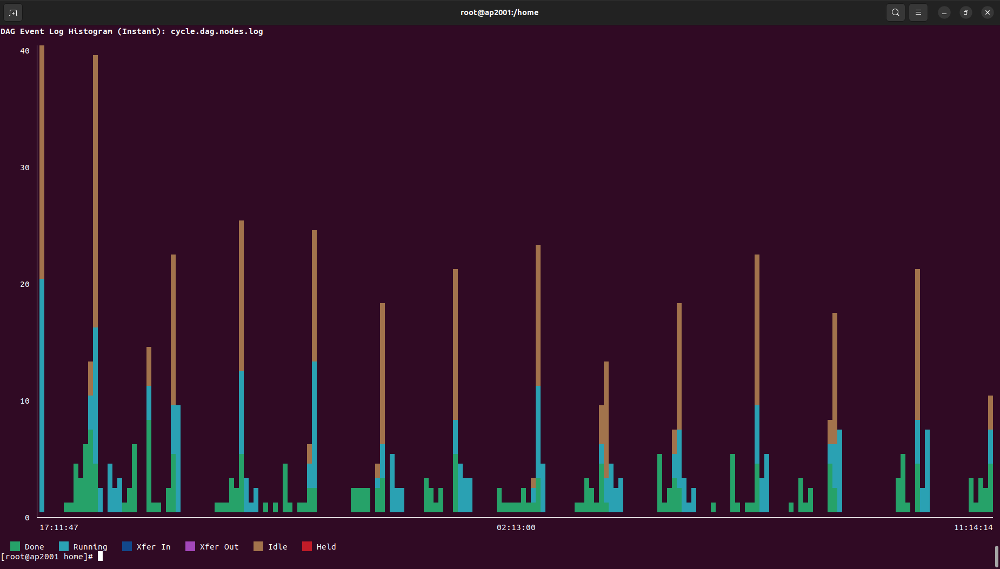 root@ap2001:/home
DAG Event Log Histogram (Instant): cycle.dag.nodes.log
40
30
20
10
0
17:11:47 02:13:00 11:14:14
Done Running Xfer In Xfer Out Idle Held
[root@ap2001 home]#